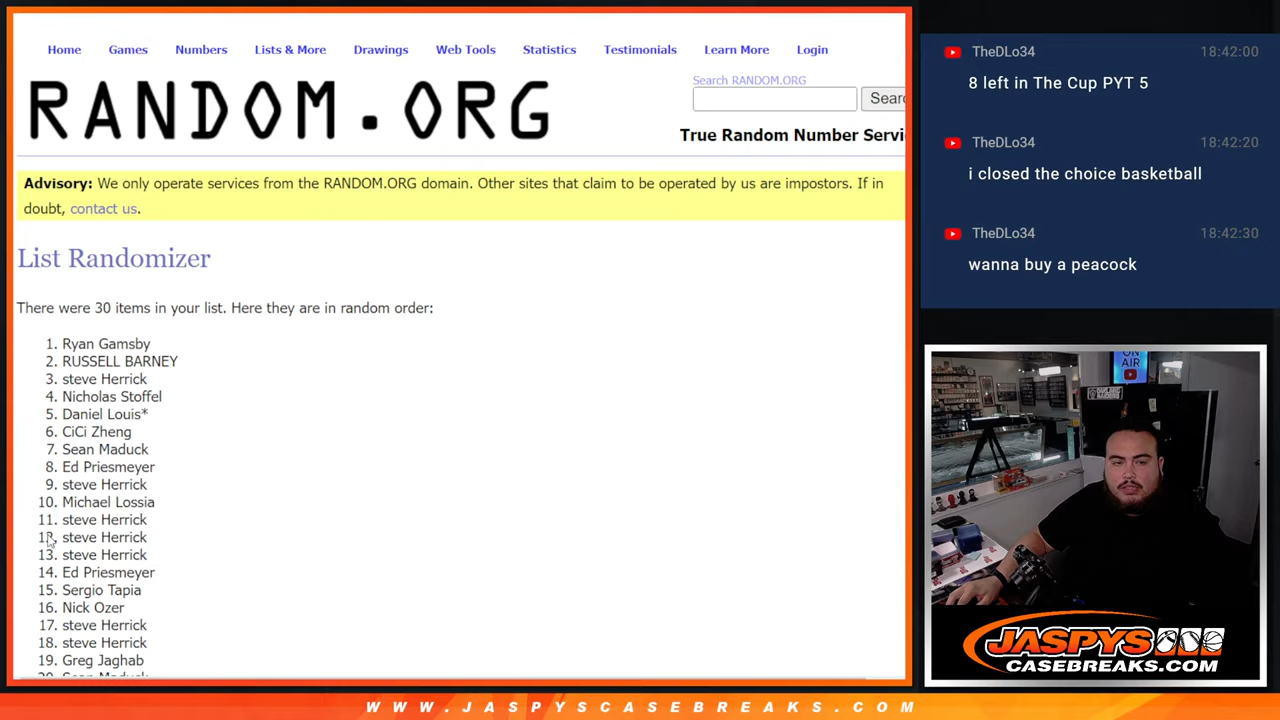 Home Games Numbers Lists & More Drawings Web Tools Statistics Testimonials Learn More Login
RANDOM.ORG
Search RANDOM.ORG
Searc
True Random Number Servi
Advisory: We only operate services from the RANDOM.ORG domain. Other sites that claim to be operated by us are impostors. If in
doubt, contact us.
List Randomizer
There were 30 items in your list. Here they are in random order:
1. Ryan Gamsby
2. RUSSELL BARNEY
3. steve Herrick
4. Nicholas Stoffel
5. Daniel Louis*
6. CiCi Zheng
7. Sean Maduck
8. Ed Priesmeyer
9. steve Herrick
10. Michael Lossia
11. steve Herrick
12. steve Herrick
13. steve Herrick
14. Ed Priesmeyer
15. Sergio Tapia
16. Nick Ozer
17. steve Herrick
18. steve Herrick
19. Greg Jaghab
20. Sean Maduck
TheDLo34 18:42:00
8 left in The Cup PYT 5
TheDLo34 18:42:20
i closed the choice basketball
TheDLo34 18:42:30
wanna buy a peacock
ON
AIR
JASPYS
CASEBREAKS.COM
WWW.JASPYSCASEBREAKS.COM